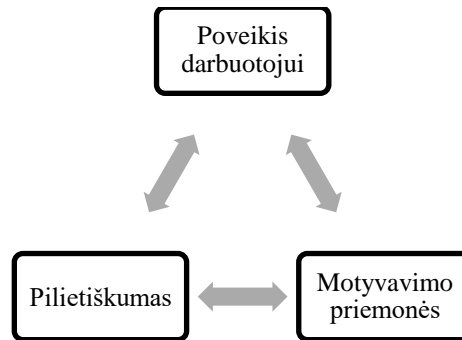 Poveikis
darbuotojui
Pilietiškumas
Motyvavimo
priemonės